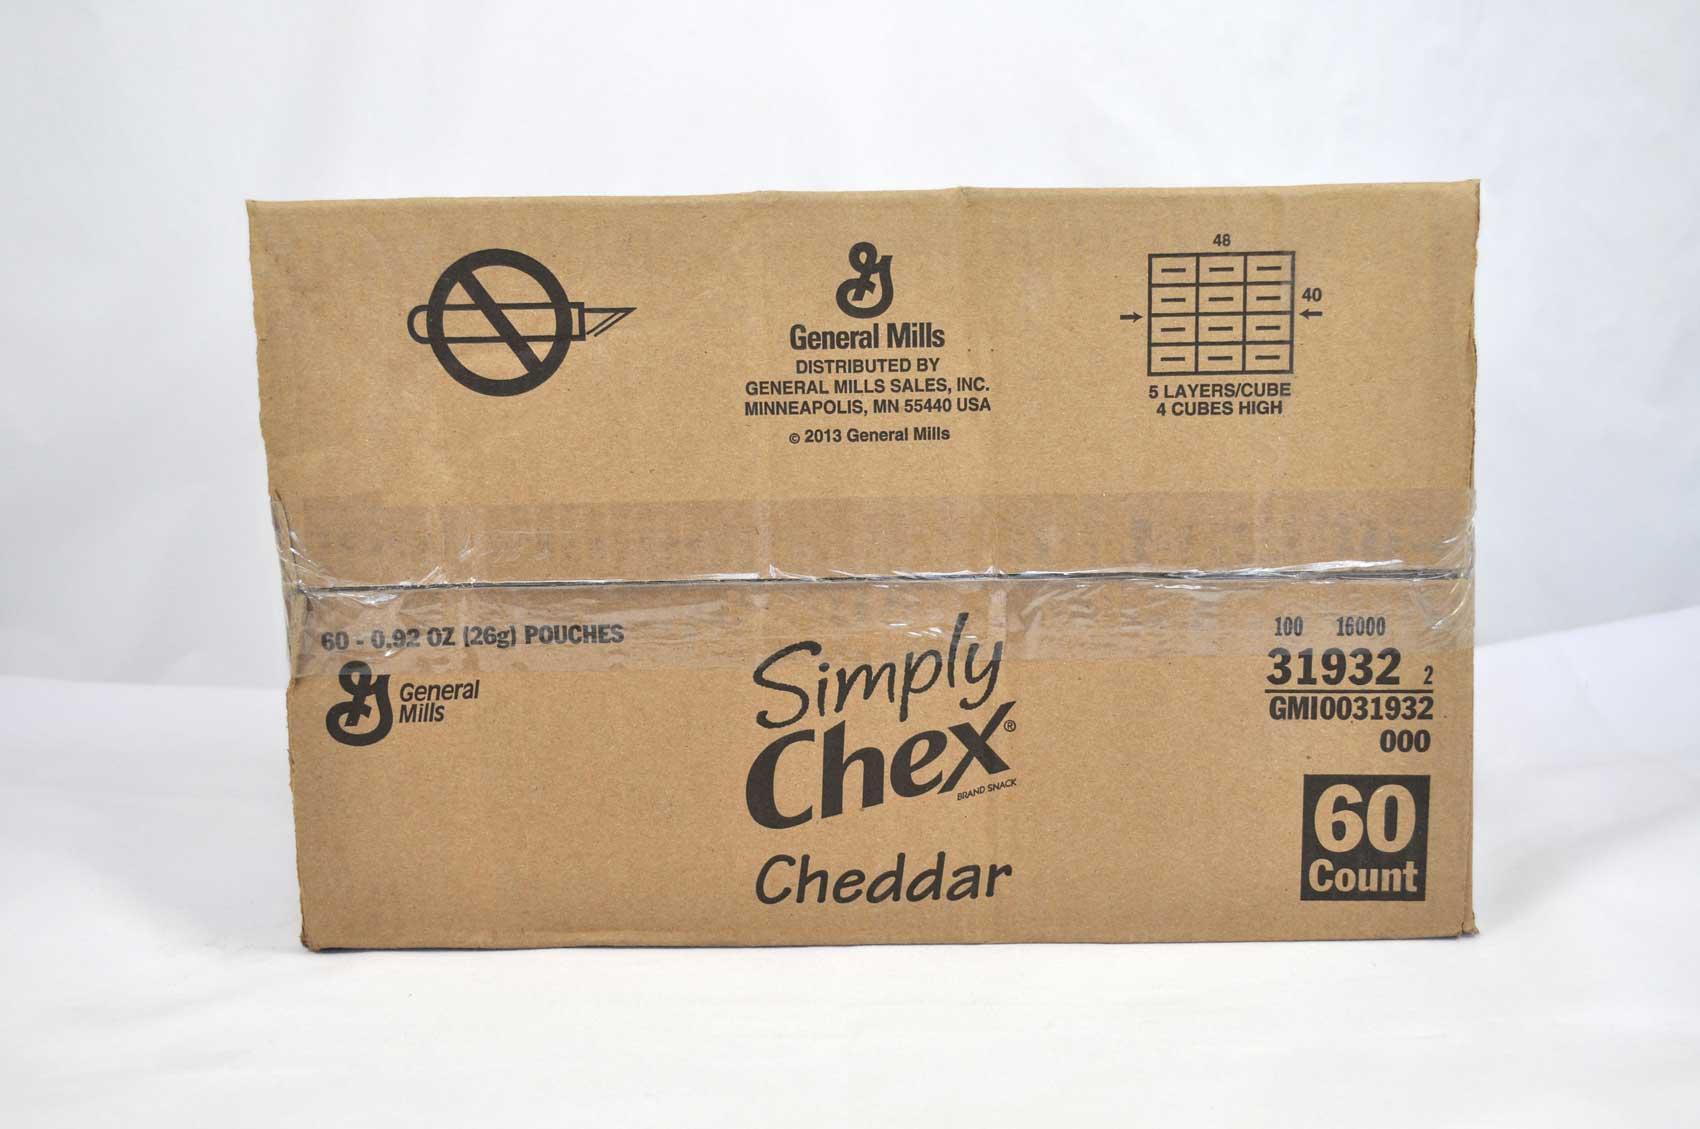 48
40
General Mills
DISTRIBUTED BY
GENERAL MILLS SALES, INC.
MINNEAPOLIS, MN 55440 USA
© 2013 General Mills
5 LAYERS/CUBE
4 CUBES HIGH
60 - 0.92 OZ (26g) POUCHES
General
Mills
Simply
Chex®
BRAND SNACK
Cheddar
100 16000
31932 2
GMI0031932
000
60
Count